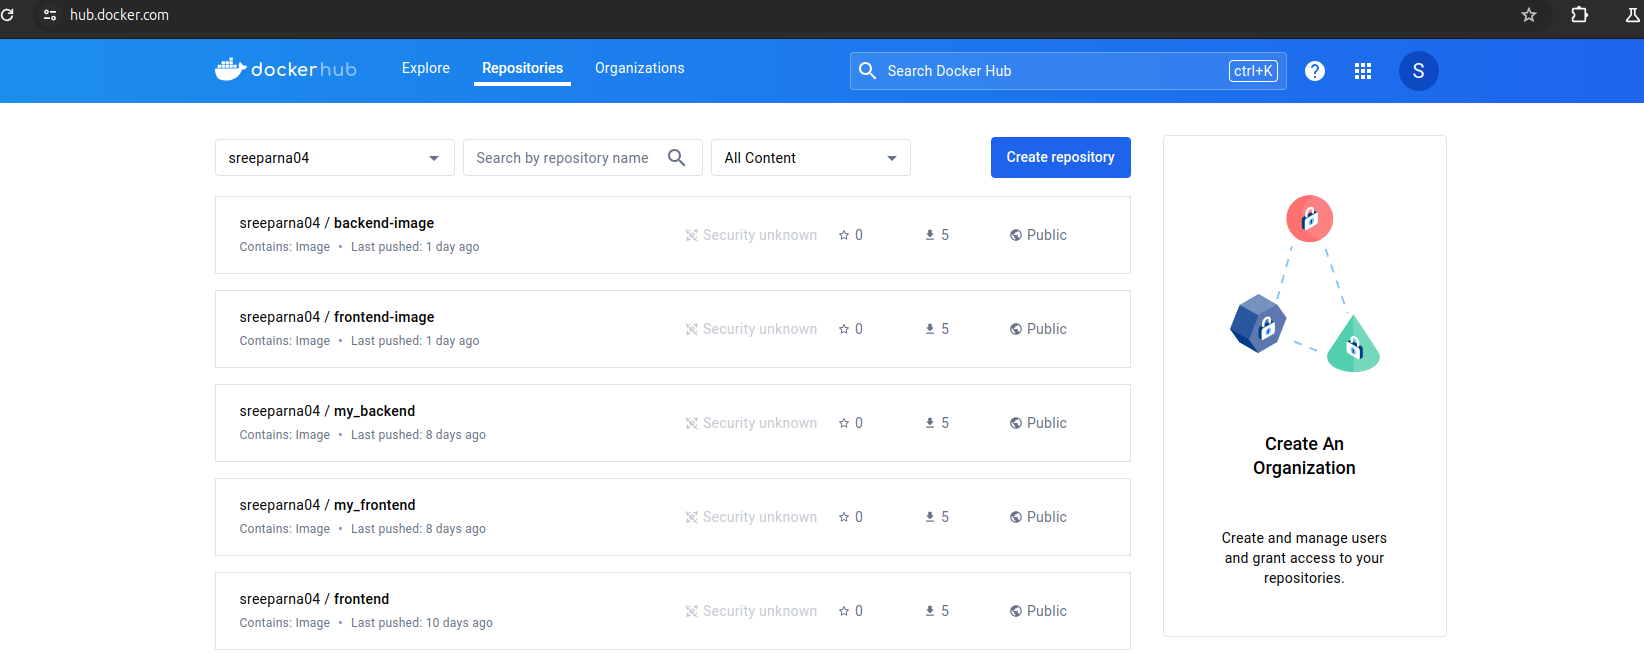 hub.docker.com
dockerhub Explore Repositories Organizations Search Docker Hub ctrl+K ? S
sreeparna04 Search by repository name All Content Create repository
sreeparna04 / backend-image
Contains: Image • Last pushed: 1 day ago
Security unknown 0 5 Public
sreeparna04 / frontend-image
Contains: Image • Last pushed: 1 day ago
Security unknown 0 5 Public
sreeparna04 / my_backend
Contains: Image • Last pushed: 8 days ago
Security unknown 0 5 Public
sreeparna04 / my_frontend
Contains: Image • Last pushed: 8 days ago
Security unknown 0 5 Public
sreeparna04 / frontend
Contains: Image • Last pushed: 10 days ago
Security unknown 0 5 Public
Create An
Organization
Create and manage users
and grant access to your
repositories.